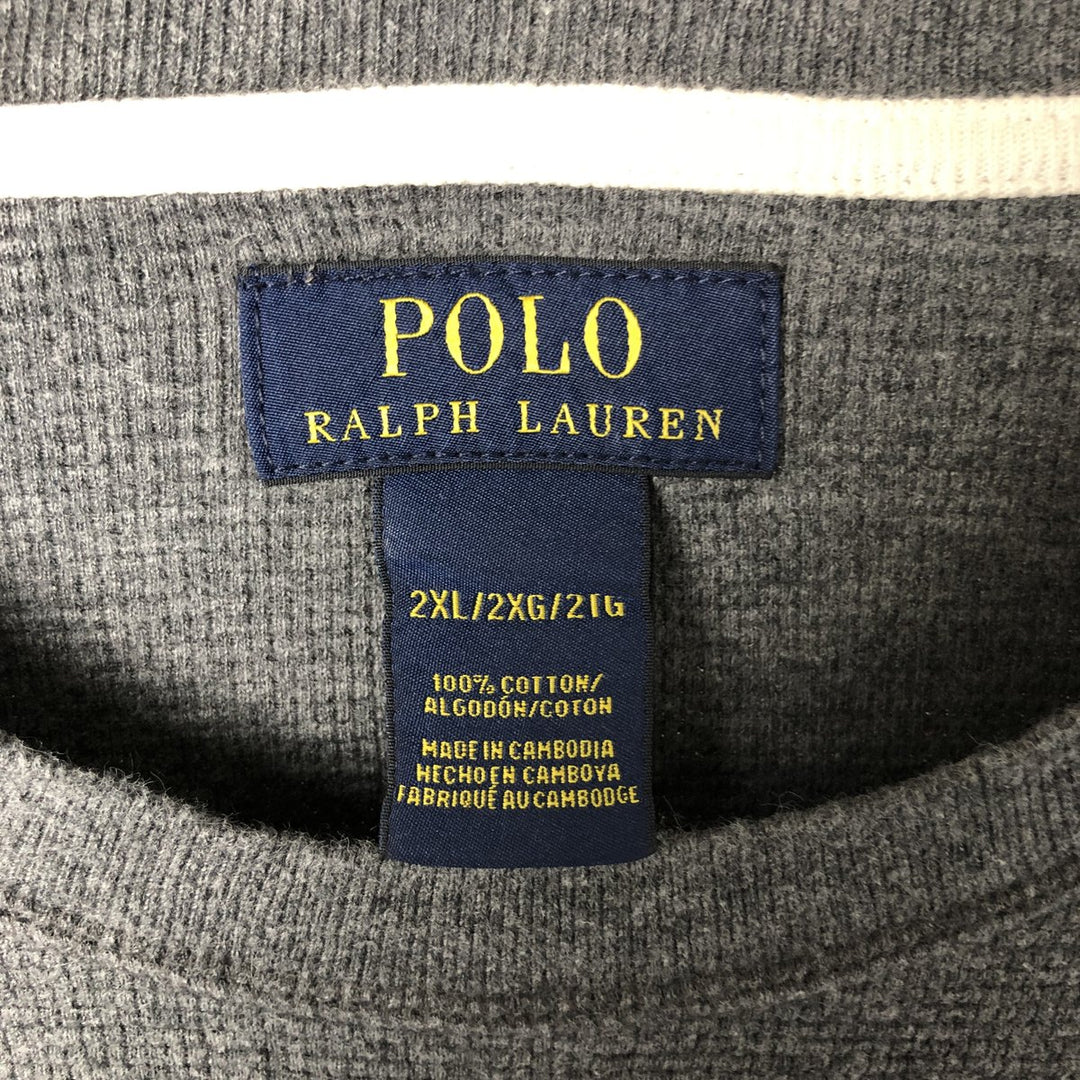 POLO
RALPH LAUREN
2XL/2XG/2TG
100% COTTON/
ALGODÓN/COTON
MADE IN CAMBODIA
HECHO EN CAMBOYA
FABRIQUÉ AU CAMBODGE